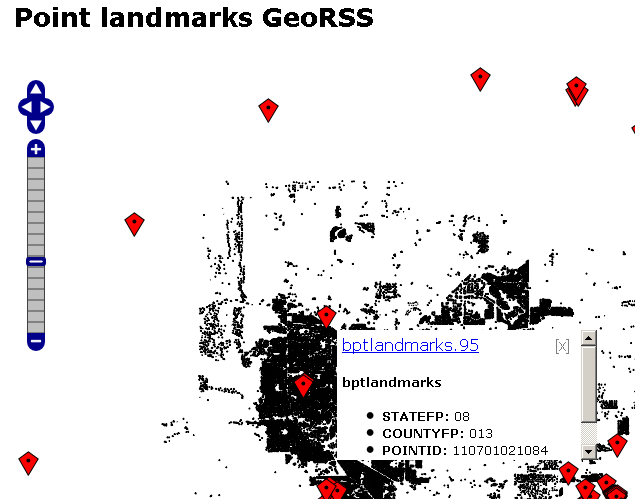 Point landmarks GeoRSS
bptlandmarks.95 [x]
bptlandmarks
STATEFP: 08
COUNTYFP: 013
POINTID: 110701021084